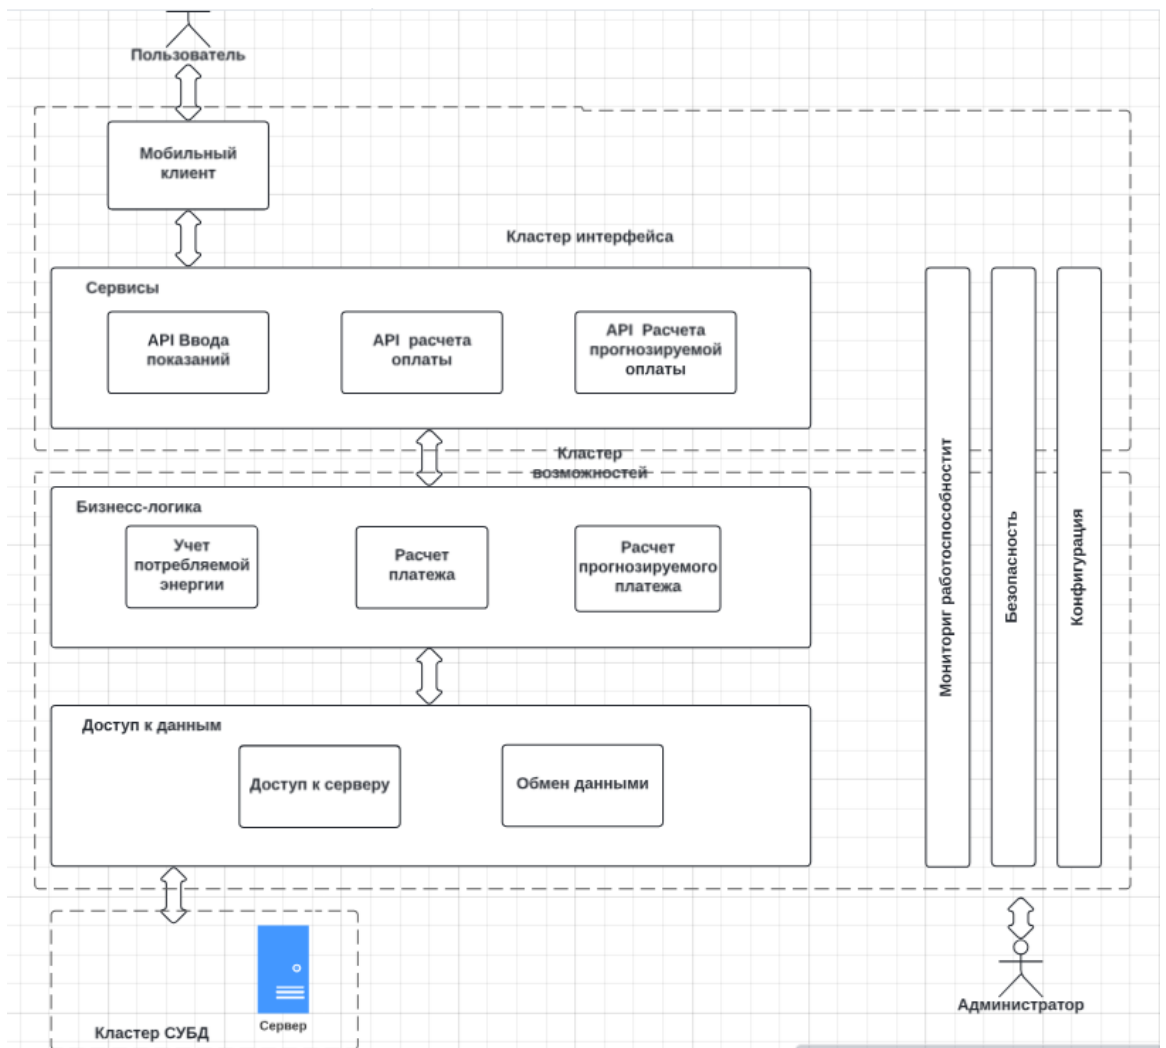 Пользователь
Мобильный
клиент
Кластер интерфейса
Сервисы
API Ввода
показаний
API расчета
оплаты
API Расчета
прогнозируемой
оплаты
Кластер
возможностей
Бизнесс-логика
Учет
потребляемой
энергии
Расчет
платежа
Расчет
прогнозируемого
платежа
Доступ к данным
Доступ к серверу
Обмен данными
Мониториг работоспособностит
Безопасность
Конфигурация
Администратор
Сервер
Кластер СУБД